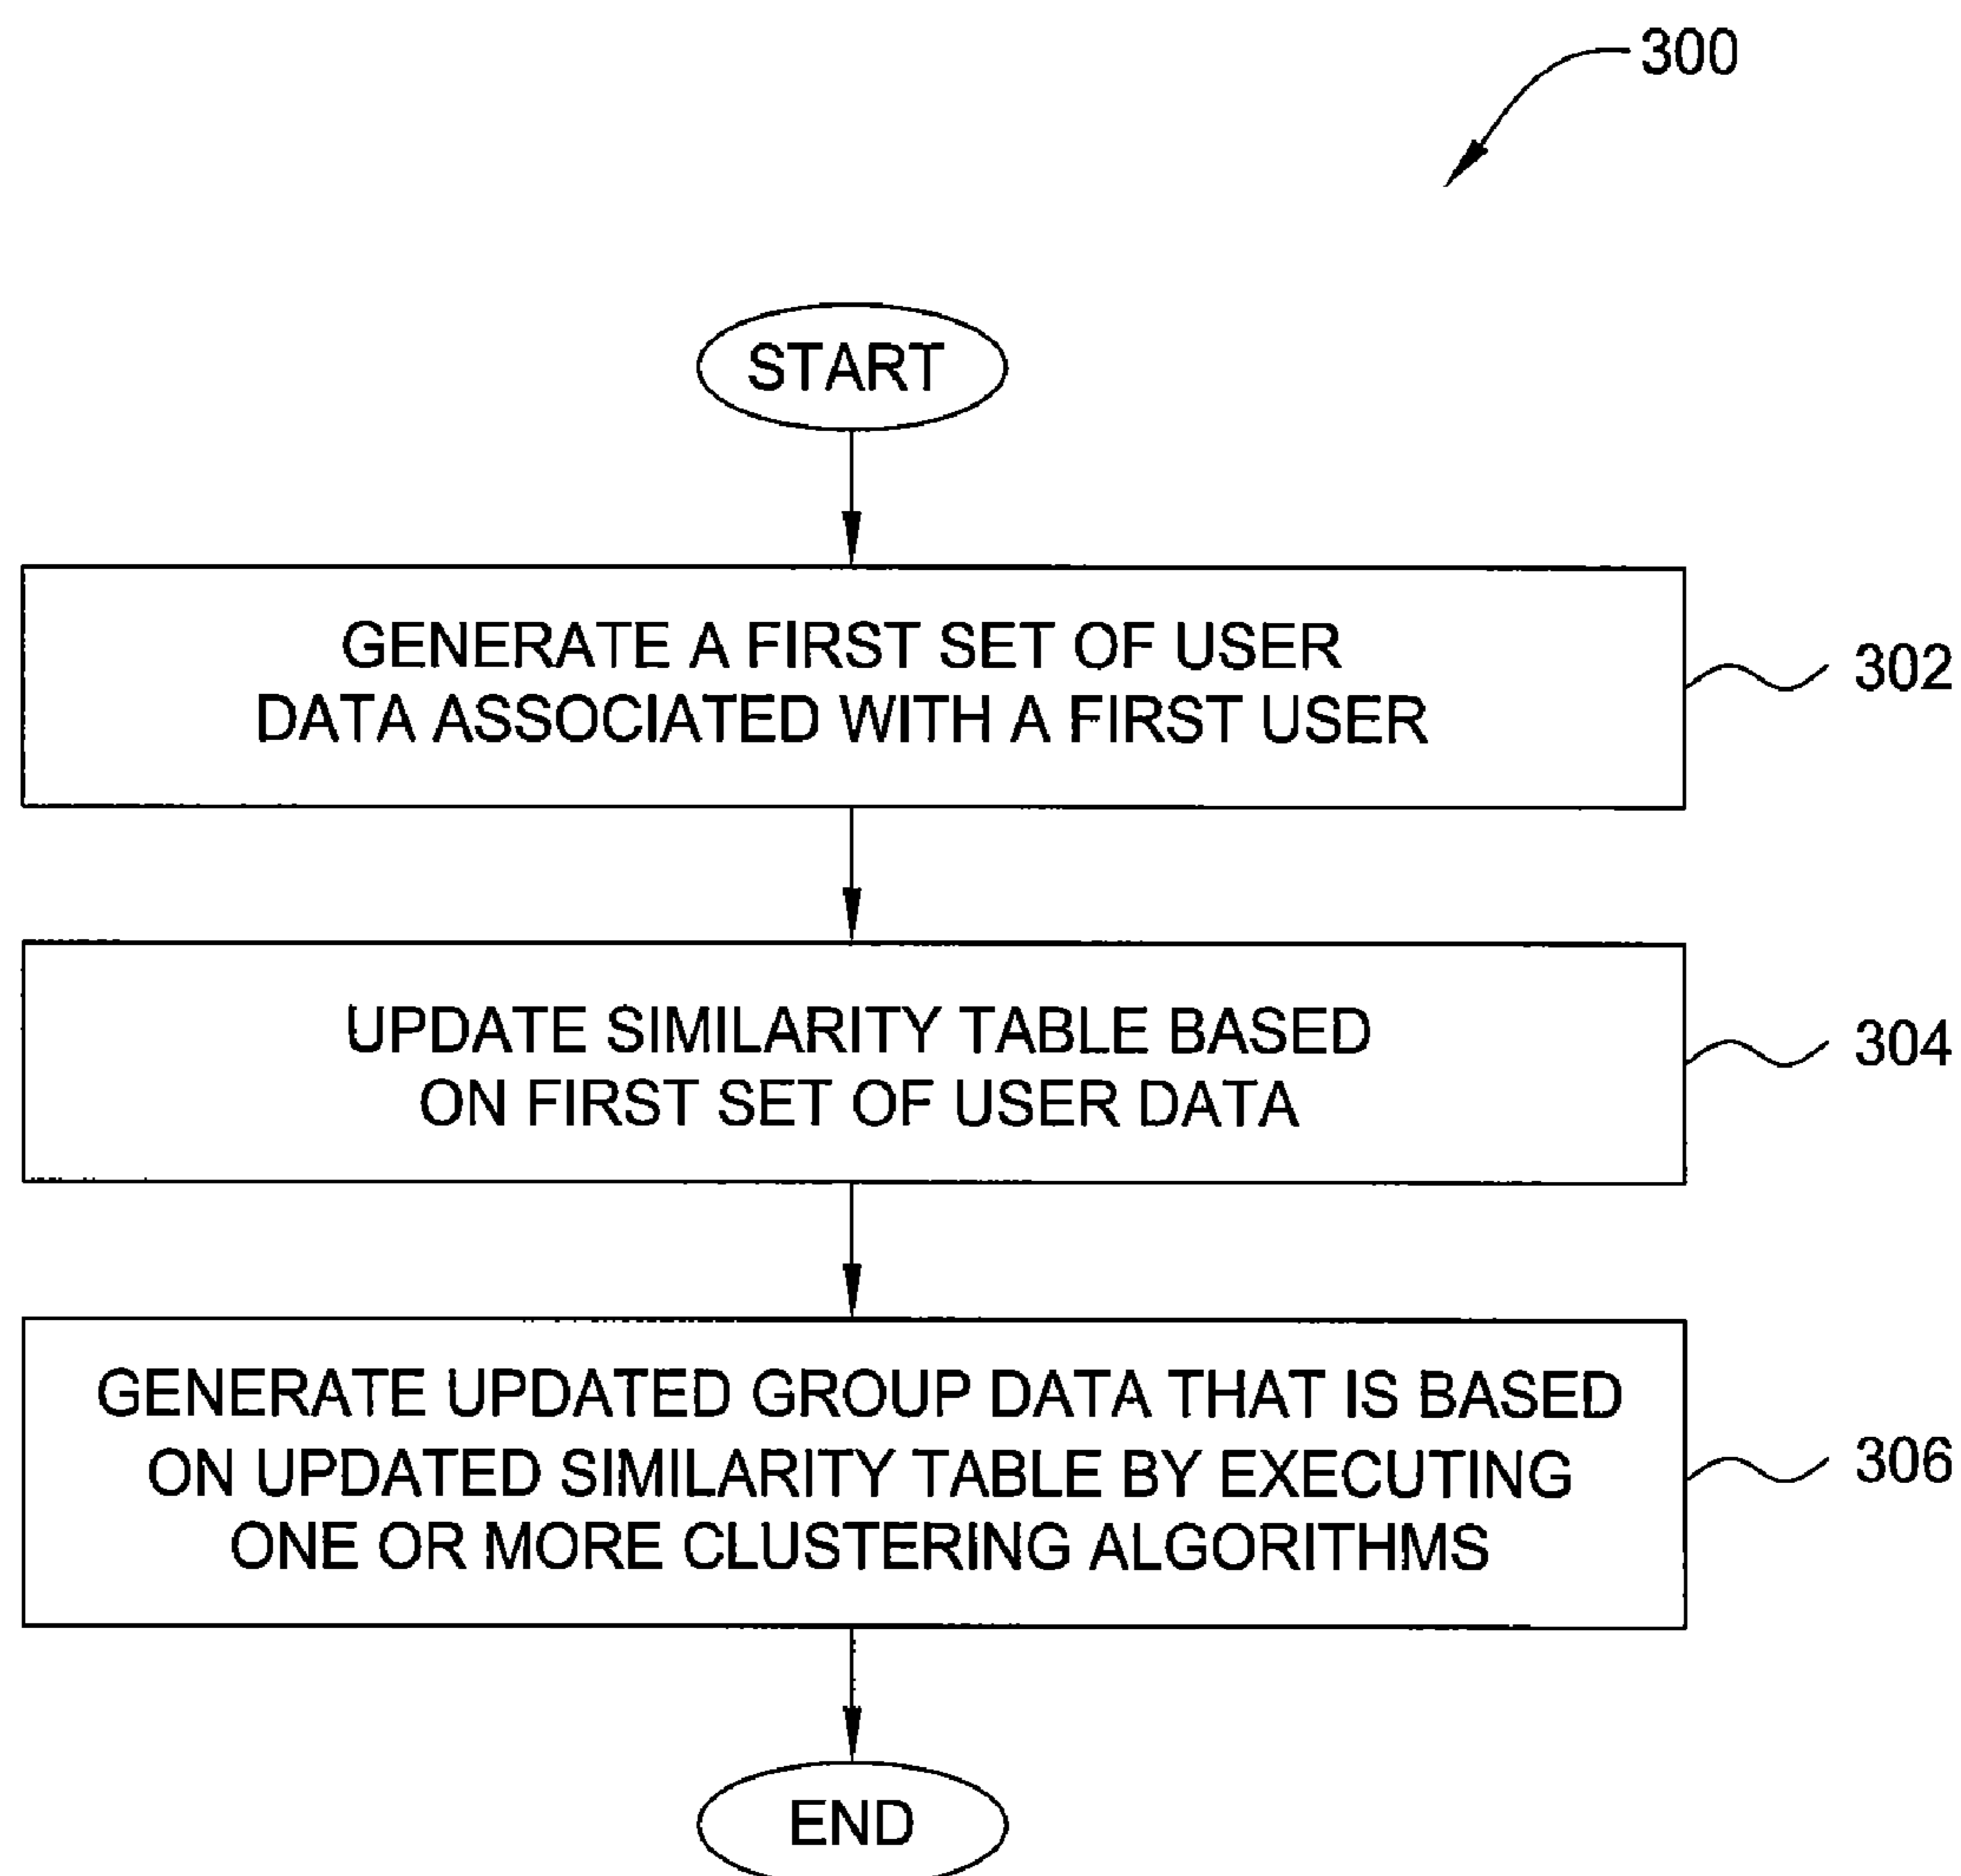 300
START
GENERATE A FIRST SET OF USER
DATA ASSOCIATED WITH A FIRST USER
302
UPDATE SIMILARITY TABLE BASED
ON FIRST SET OF USER DATA
304
GENERATE UPDATED GROUP DATA THAT IS BASED
ON UPDATED SIMILARITY TABLE BY EXECUTING
ONE OR MORE CLUSTERING ALGORITHMS
306
END